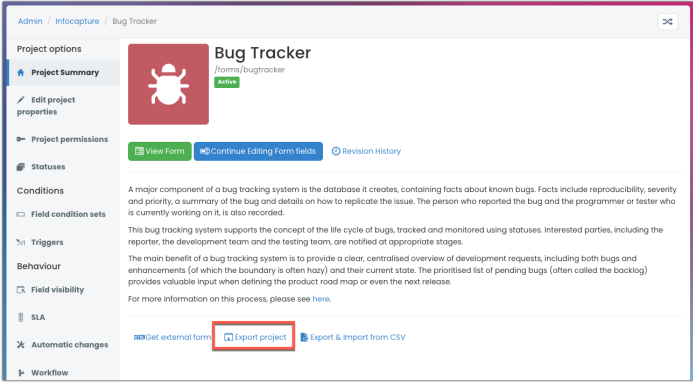 Admin / Infocapture / Bug Tracker
Project options
Project Summary
Edit project
properties
Project permissions
Statuses
Conditions
Field condition sets
Triggers
Behaviour
Field visibility
SLA
Automatic changes
Workflow
Bug Tracker
/forms/bugtracker
Active
View Form
Continue Editing Form fields
Revision History
A major component of a bug tracking system is the database it creates, containing facts about known bugs. Facts include reproducibility, severity
and priority, a summary of the bug and details on how to replicate the issue. The person who reported the bug and the programmer or tester who
is currently working on it, is also recorded.
This bug tracking system supports the concept of the life cycle of bugs, tracked and monitored using statuses. Interested parties, including the
reporter, the development team and the testing team, are notified at appropriate stages.
The main benefit of a bug tracking system is to provide a clear, centralised overview of development requests, including both bugs and
enhancements (of which the boundary is often hazy) and their current state. The prioritised list of pending bugs (often called the backlog)
provides valuable input when defining the product road map or even the next release.
For more information on this process, please see here.
Get external form
Export project
Export & Import from CSV